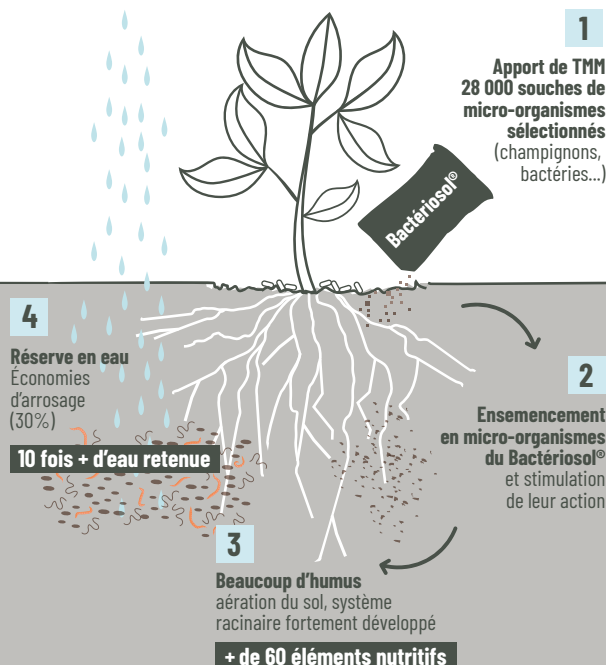 1
Apport de TMM
28 000 souches de
micro-organismes
sélectionnés
(champignons,
bactéries...)
Bactériosol®
2
Ensemencement
en micro-organismes
du Bactériosol®
et stimulation
de leur action
3
Beaucoup d'humus
aération du sol, système
racinaire fortement développé
+ de 60 éléments nutritifs
4
Réserve en eau
Économies
d'arrosage
(30%)
10 fois + d'eau retenue